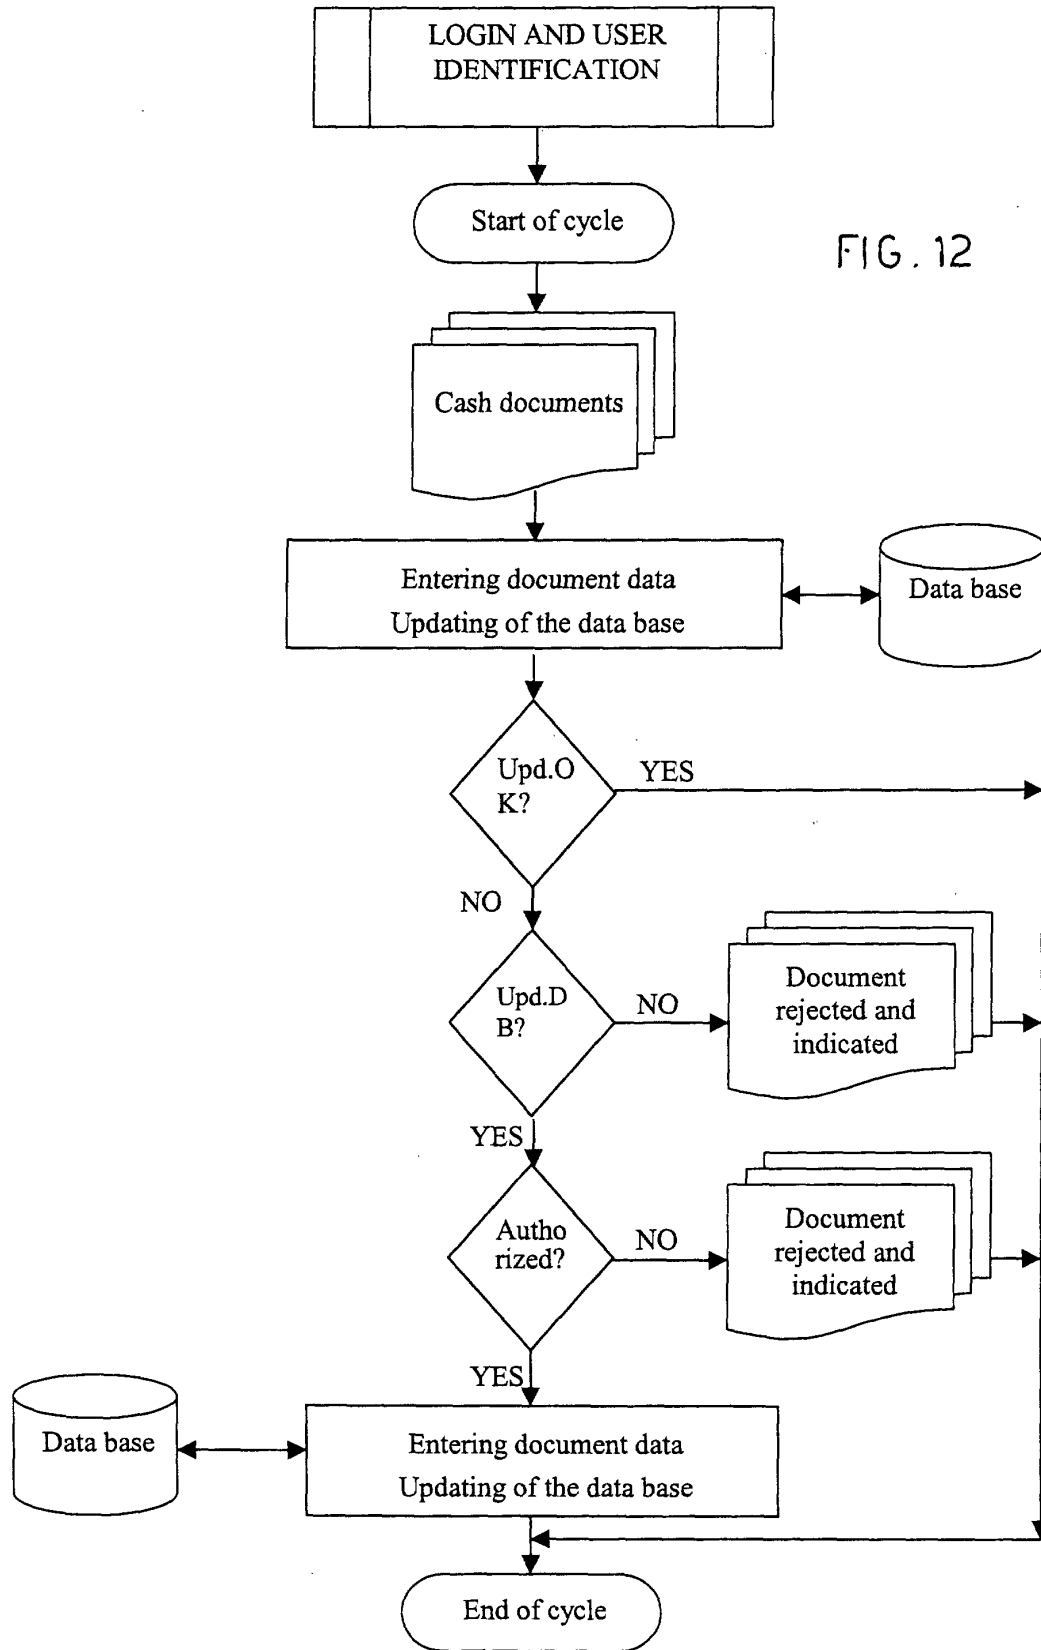 LOGIN AND USER
IDENTIFICATION
Start of cycle
FIG. 12
Cash documents
Entering document data
Updating of the data base
Data base
Upd.O
K?
YES
NO
Upd.D
B?
NO
Document
rejected and
indicated
YES
Autho
rized?
NO
Document
rejected and
indicated
YES
Data base
Entering document data
Updating of the data base
End of cycle